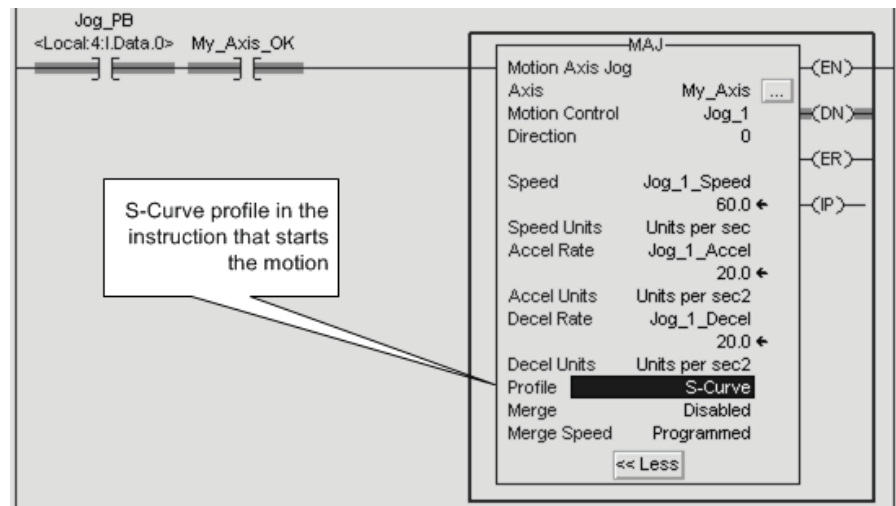 Jog_PB
<Local:4:I.Data.0> My_Axis_OK
MAJ
Motion Axis Jog
Axis My_Axis ...
Motion Control Jog_1
Direction 0
Speed Jog_1_Speed
60.0 ←
Speed Units Units per sec
Accel Rate Jog_1_Accel
20.0 ←
Accel Units Units per sec2
Decel Rate Jog_1_Decel
20.0 ←
Decel Units Units per sec2
Profile S-Curve
Merge Disabled
Merge Speed Programmed
<< Less
(EN)
(DN)
(ER)
(IP)
S-Curve profile in the
instruction that starts
the motion